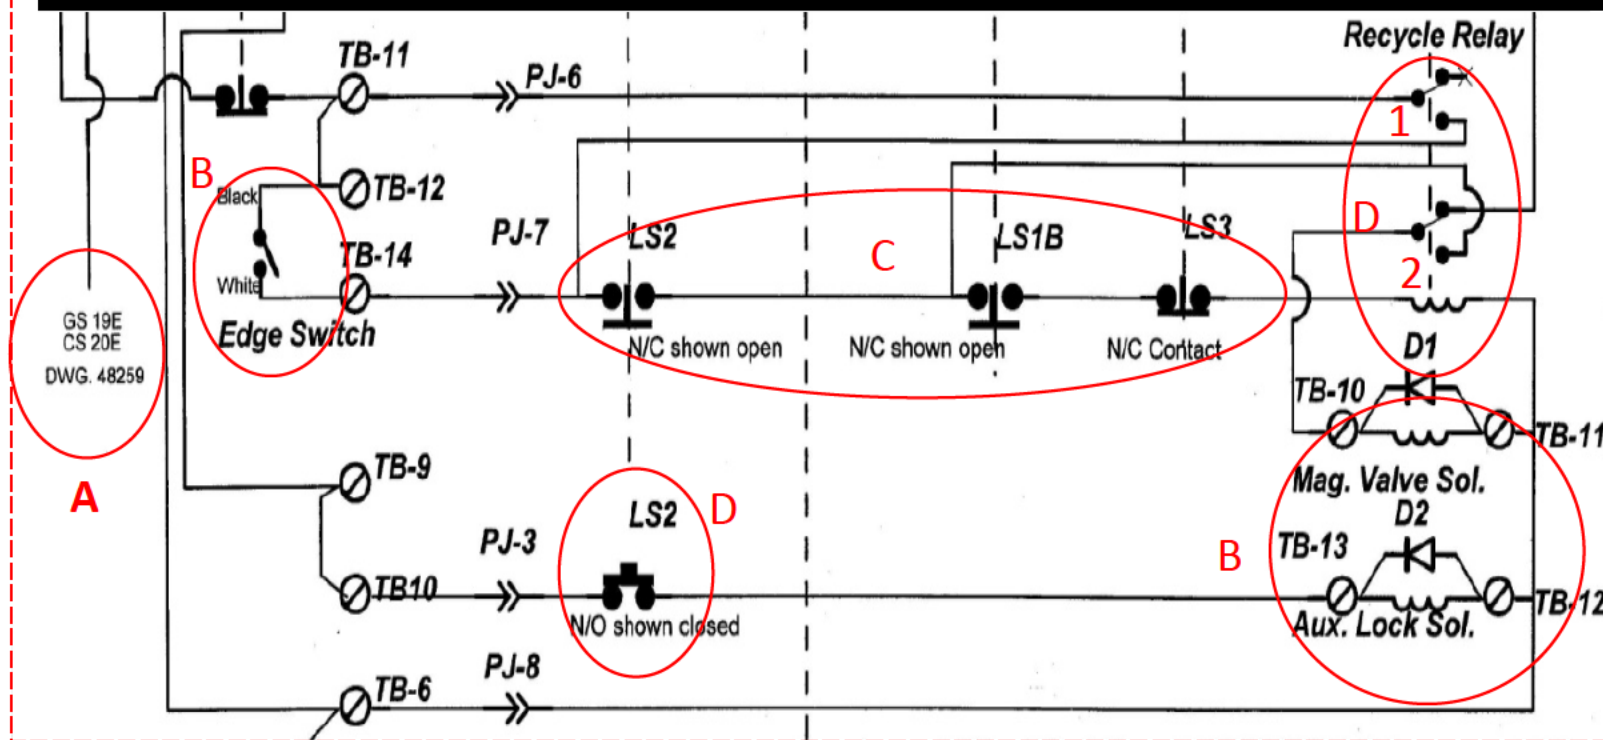 Recycle Relay
TB-11
PJ-6
1
B
Black
TB-12
D
PJ-7
LS2
C
LS1B
LS3
TB-14
White
2
GS 19E
CS 20E
DWG. 48259
Edge Switch
N/C shown open
N/C shown open
N/C Contact
D1
TB-10
TB-11
A
TB-9
Mag. Valve Sol.
LS2
D
D2
PJ-3
B
TB-13
TB10
TB-12
N/O shown closed
Aux. Lock Sol.
PJ-8
TB-6